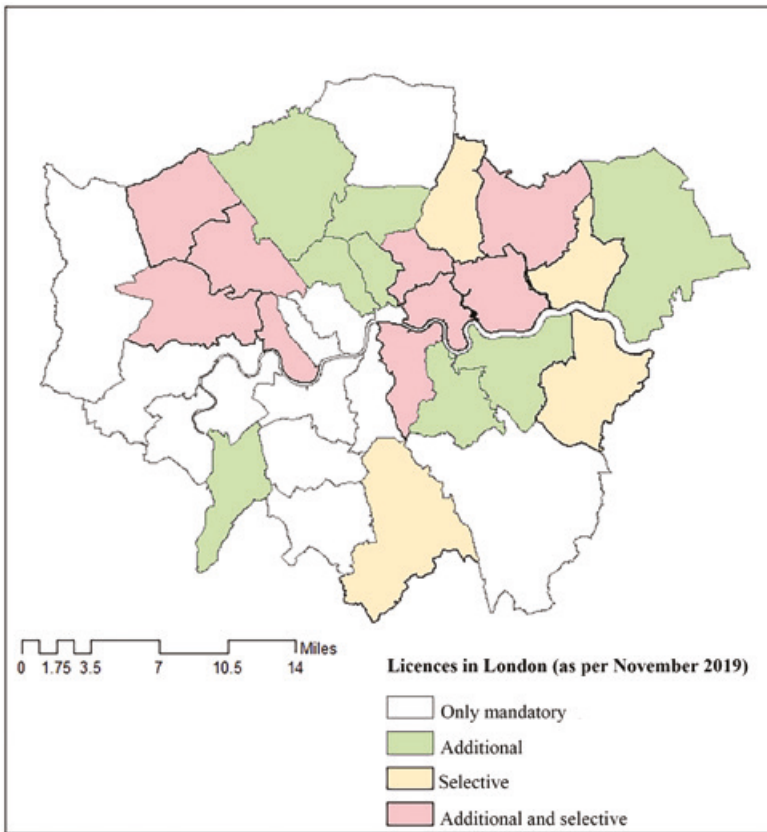 Miles
0 1.75 3.5 7 10.5 14
Licences in London (as per November 2019)
Only mandatory
Additional
Selective
Additional and selective